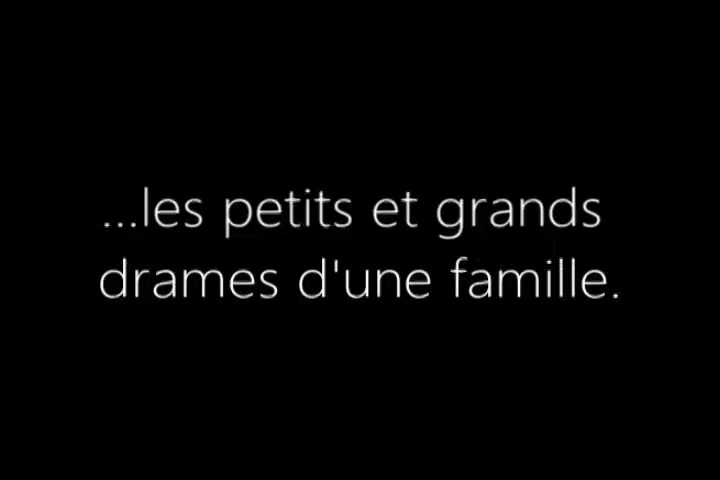 ...les petits et grands
drames d'une famille.